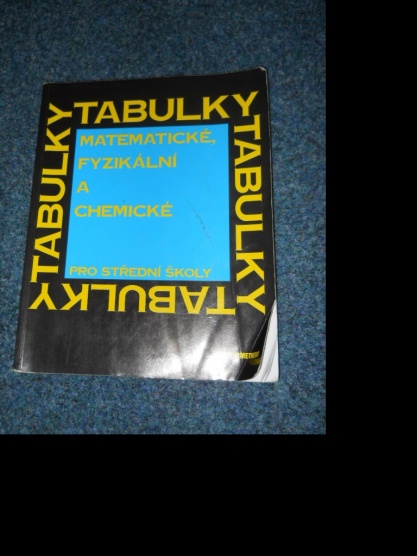 TABULKY
TABULKY
TABULKY
TABULKY
MATEMATICKÉ,
FYZIKÁLNÍ
A
CHEMICKÉ
PRO STŘEDNÍ ŠKOLY